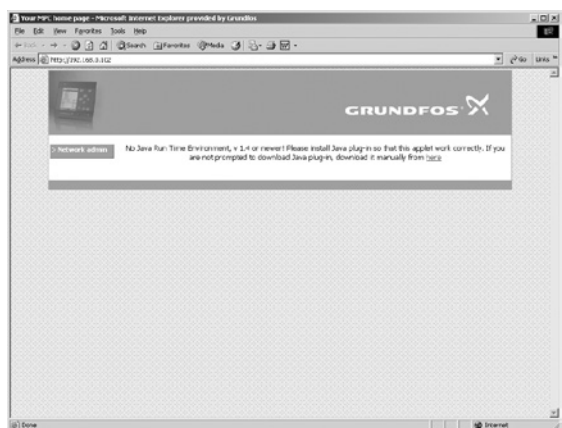 Your MPC home page - Microsoft Internet Explorer provided by Grundfos
File Edit View Favorites Tools Help
Search Favorites Media
Address http://192.168.0.102 Go Links »
GRUNDFOS
> Network admin
No Java Run Time Environment, v 1.4 or newer! Please install Java plug-in so that this applet work correctly. If you
are not prompted to download Java plug-in, download it manually from here
Done Internet